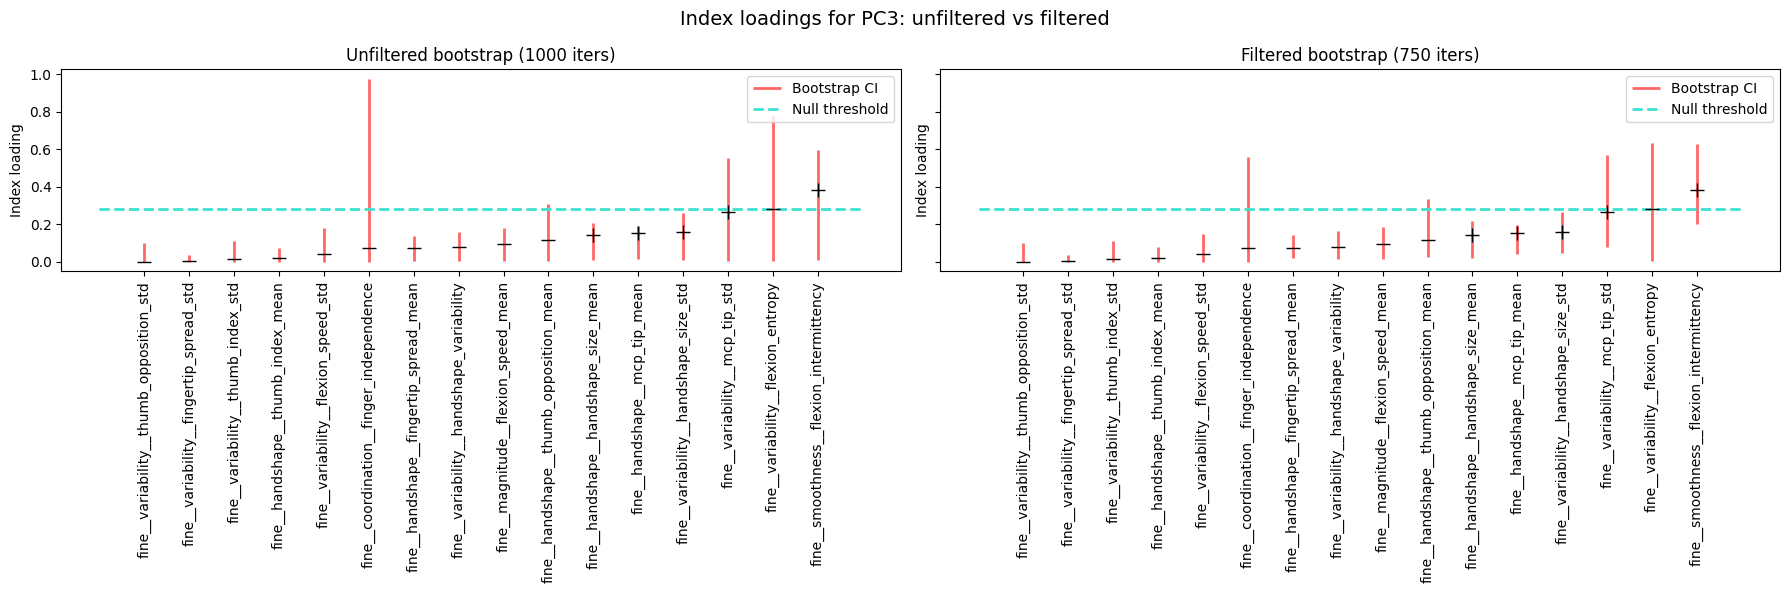 Index loadings for PC3: unfiltered vs filtered
Unfiltered bootstrap (1000 iters)
Index loading
1.0
0.8
0.6
0.4
0.2
0.0
Bootstrap CI
Null threshold
fine__variability__thumb_opposition_std
fine__variability__fingertip_spread_std
fine__variability__thumb_index_std
fine__handshape__thumb_index_mean
fine__variability__flexion_speed_std
fine__coordination__finger_independence
fine__handshape__fingertip_spread_mean
fine__variability__handshape_variability
fine__magnitude__flexion_speed_mean
fine__handshape__thumb_opposition_mean
fine__handshape__handshape_size_mean
fine__handshape__mcp_tip_mean
fine__variability__handshape_size_std
fine__variability__mcp_tip_std
fine__variability__flexion_entropy
fine__smoothness__flexion_intermittency
Filtered bootstrap (750 iters)
Index loading
Bootstrap CI
Null threshold
fine__variability__thumb_opposition_std
fine__variability__fingertip_spread_std
fine__variability__thumb_index_std
fine__handshape__thumb_index_mean
fine__variability__flexion_speed_std
fine__coordination__finger_independence
fine__handshape__fingertip_spread_mean
fine__variability__handshape_variability
fine__magnitude__flexion_speed_mean
fine__handshape__thumb_opposition_mean
fine__handshape__handshape_size_mean
fine__handshape__mcp_tip_mean
fine__variability__handshape_size_std
fine__variability__mcp_tip_std
fine__variability__flexion_entropy
fine__smoothness__flexion_intermittency